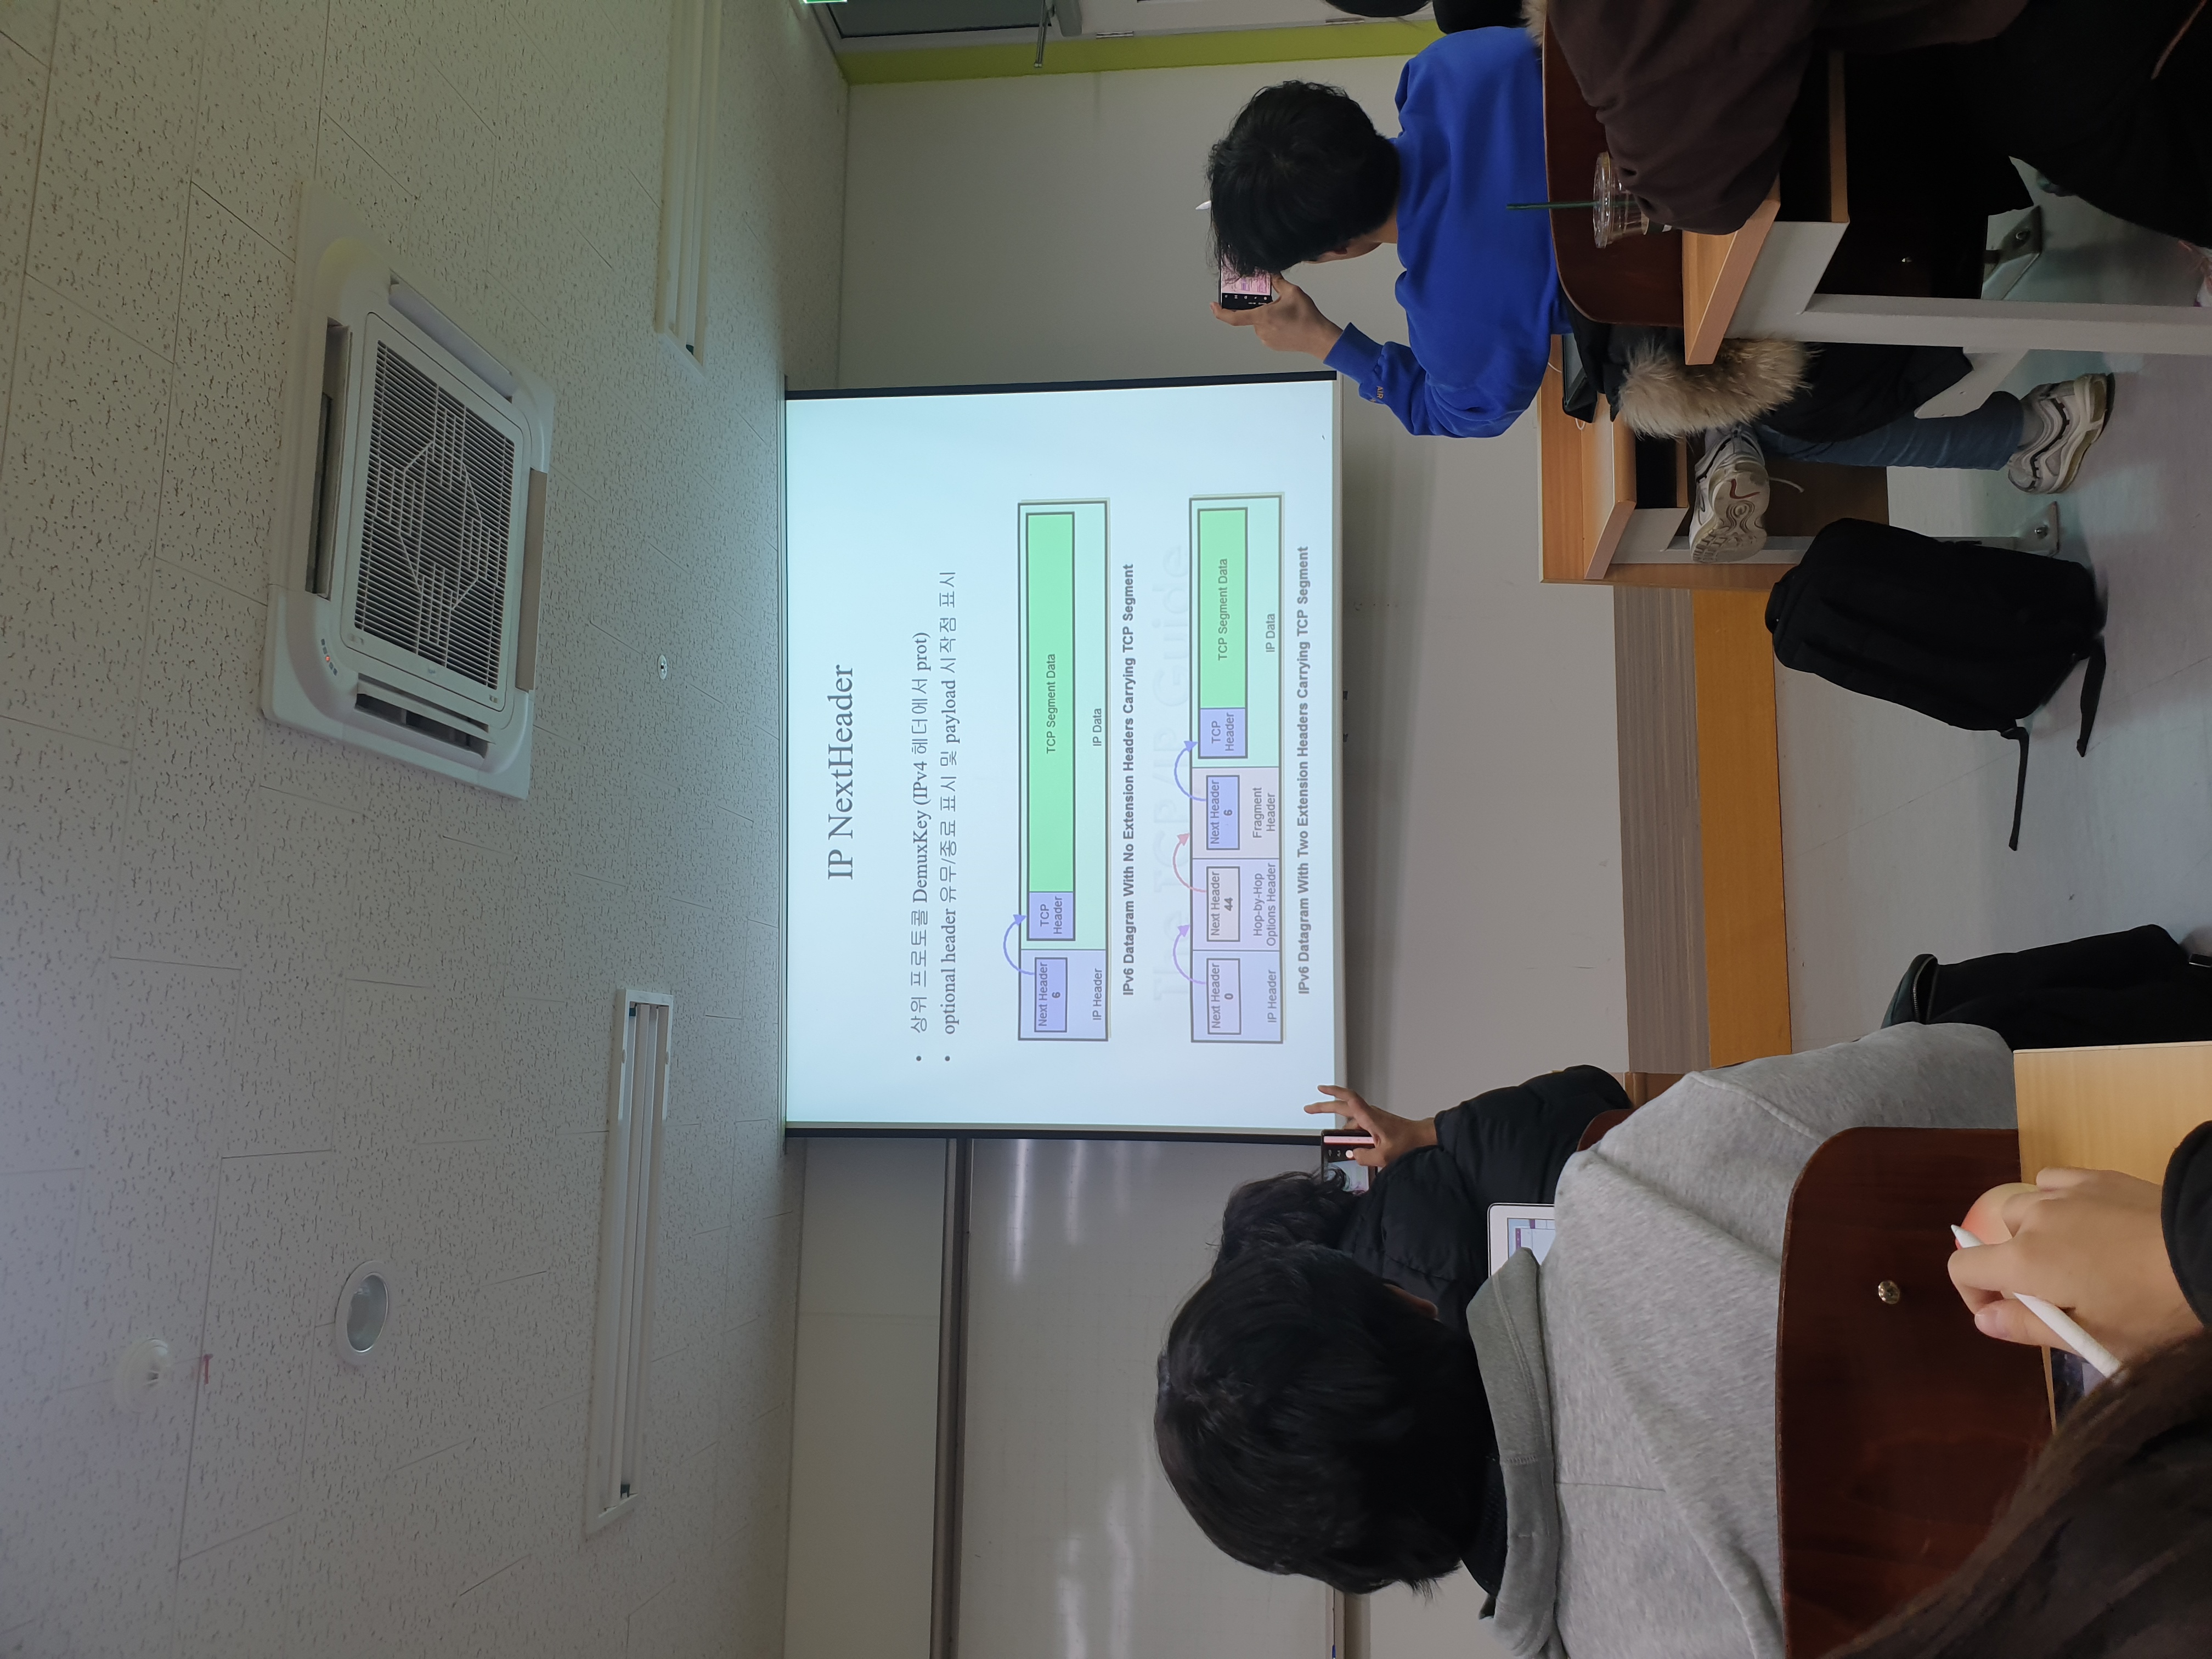 IP NextHeader
• 상위 프로토콜 DemuxKey (IPv4 헤더에서 prot)
• optional header 유무/종료 표시 및 payload 시작점 표시
Next Header
6
TCP
Header
TCP Segment Data
IP Header
IP Data
IPv6 Datagram With No Extension Headers Carrying TCP Segment
The TCP/IP Guide
Next Header
0
Next Header
44
Next Header
6
TCP
Header
TCP Segment Data
IP Header
Hop-by-Hop
Options Header
Fragment
Header
IP Data
IPv6 Datagram With Two Extension Headers Carrying TCP Segment
AIR